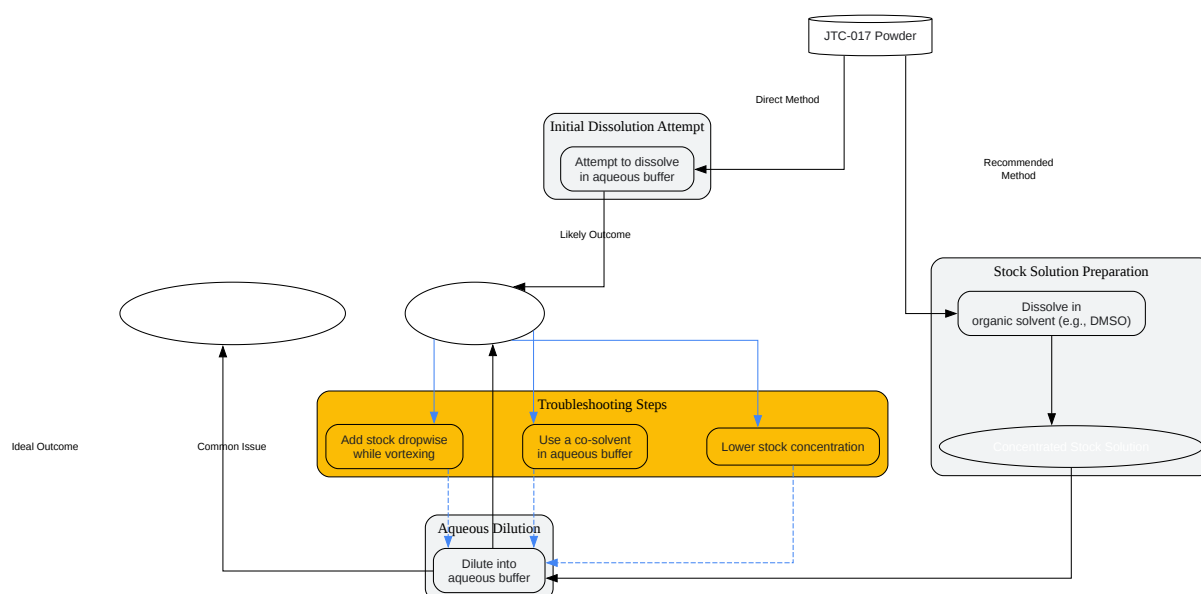 JTC-017 Powder
Direct Method
Initial Dissolution Attempt
Attempt to dissolve
in aqueous buffer
Recommended
Method
Likely Outcome
Stock Solution Preparation
Dissolve in
organic solvent (e.g., DMSO)
Troubleshooting Steps
Add stock dropwise
while vortexing
Use a co-solvent
in aqueous buffer
Lower stock concentration
Ideal Outcome
Common Issue
Concentrated Stock Solution
Aqueous Dilution
Dilute into
aqueous buffer